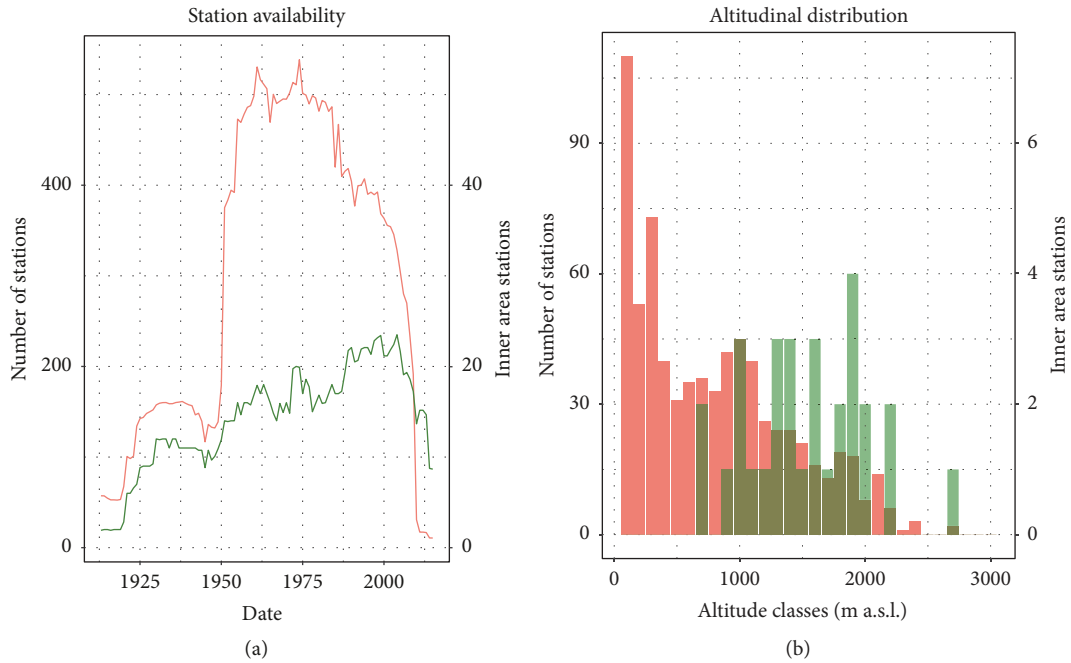 Station availability
Number of stations
400
200
0
40
20
0
Inner area stations
1925 1950 1975 2000
Date
(a)
Altitudinal distribution
Number of stations
90
60
30
0
6
4
2
0
Inner area stations
0 1000 2000 3000
Altitude classes (m a.s.l.)
(b)